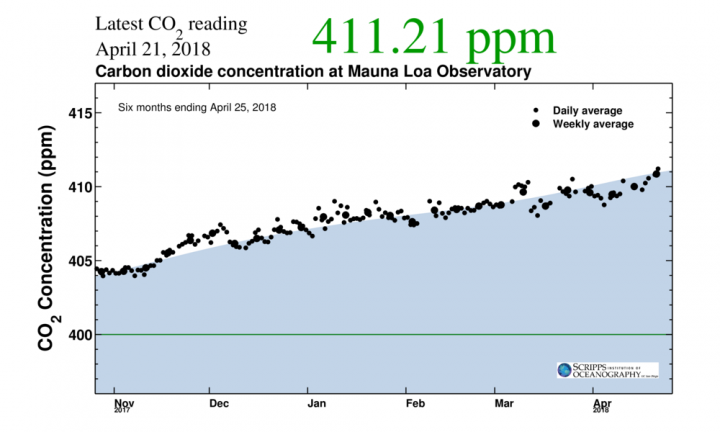 Latest CO2 reading
April 21, 2018
411.21 ppm
Carbon dioxide concentration at Mauna Loa Observatory
Six months ending April 25, 2018
Daily average
Weekly average
CO2 Concentration (ppm)
415
410
405
400
SCRIPPS INSTITUTION OF
OCEANOGRAPHY
Nov Dec Jan Feb Mar Apr
2017 2018